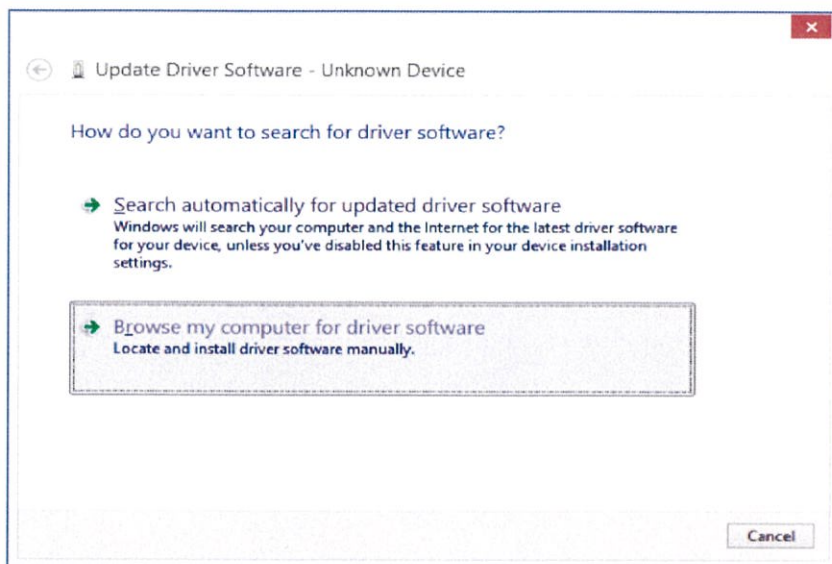 Update Driver Software - Unknown Device
How do you want to search for driver software?
Search automatically for updated driver software
Windows will search your computer and the Internet for the latest driver software
for your device, unless you've disabled this feature in your device installation
settings.
Browse my computer for driver software
Locate and install driver software manually.
Cancel